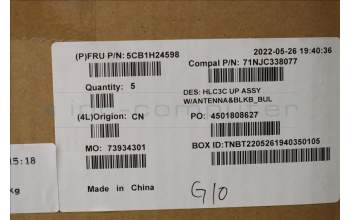 (P)FRU P/N: 5CB1H24598
2022-05-26 19:40:36
Compal P/N: 71NJC338077
Quantity: 5
DES: HLC3C UP ASSY
W/ANTENNA&BLKB_BUL
(4L)Origion: CN
PO: 4501808627
MO: 73934301
BOX ID:TNBT2205261940350105
15:18
Made in China
G10
kg